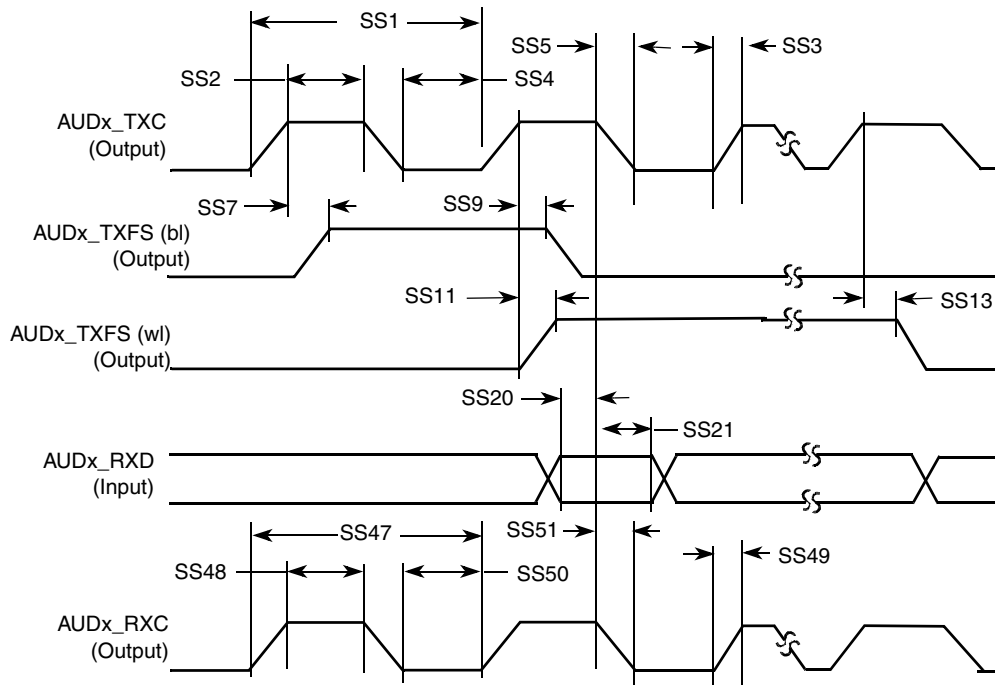 SS1
SS5
SS3
SS2
SS4
AUDx_TXC
(Output)
SS7
SS9
AUDx_TXFS (bl)
(Output)
SS11
SS13
AUDx_TXFS (wl)
(Output)
SS20
SS21
AUDx_RXD
(Input)
SS47
SS51
SS49
SS48
SS50
AUDx_RXC
(Output)